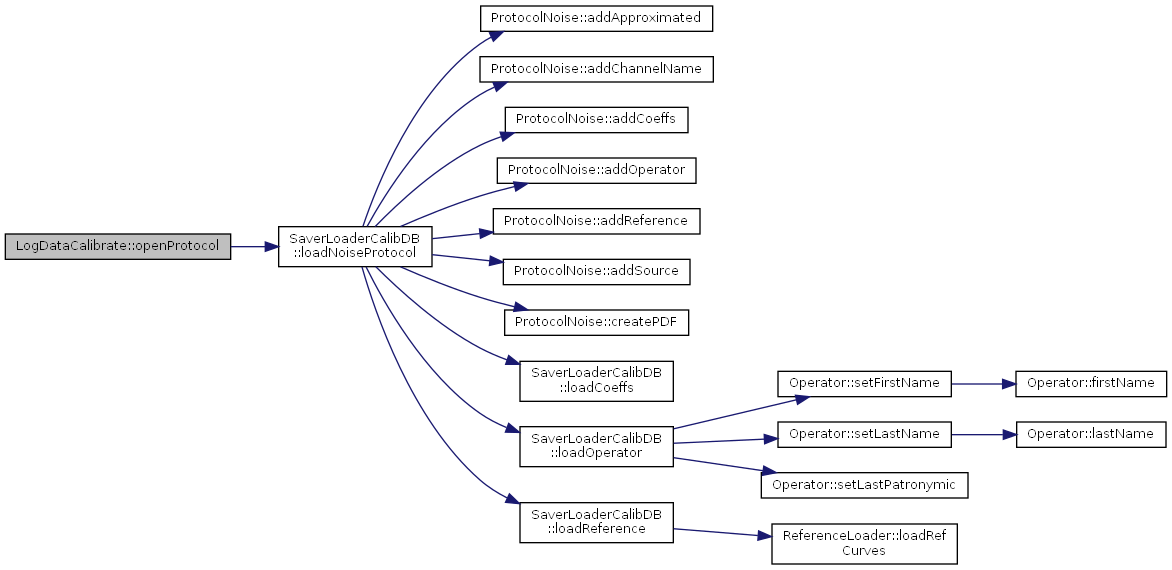 ProtocolNoise::addApproximated
ProtocolNoise::addChannelName
ProtocolNoise::addCoeffs
ProtocolNoise::addOperator
ProtocolNoise::addReference
LogDataCalibrate::openProtocol
SaverLoaderCalibDB
::loadNoiseProtocol
ProtocolNoise::addSource
ProtocolNoise::createPDF
SaverLoaderCalibDB
::loadCoeffs
Operator::setFirstName
Operator::firstName
SaverLoaderCalibDB
::loadOperator
Operator::setLastName
Operator::lastName
Operator::setLastPatronymic
SaverLoaderCalibDB
::loadReference
ReferenceLoader::loadRef
Curves